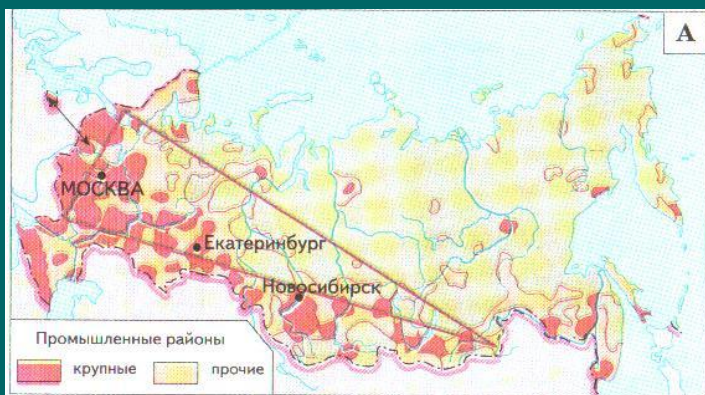 А
МОСКВА
Екатеринбург
Новосибирск
Промышленные районы
крупные
прочие